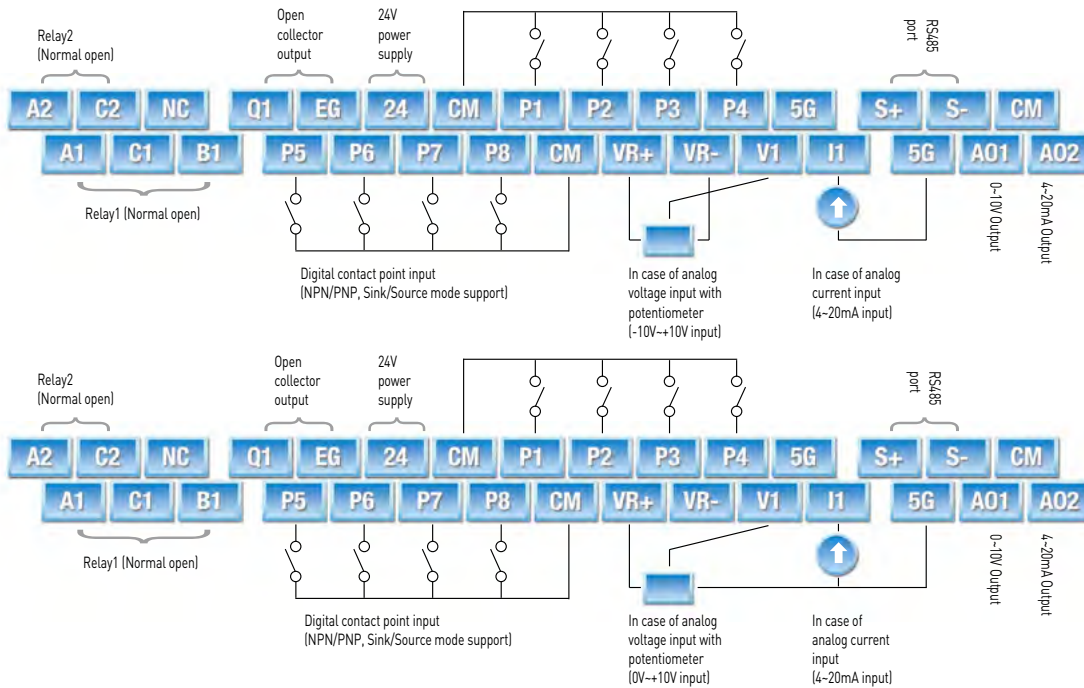 Relay2
(Normal open)
Open
collector
output
24V
power
supply
RS485
port
A2 C2 NC Q1 EG 24 CM P1 P2 P3 P4 5G S+ S- CM
A1 C1 B1 P5 P6 P7 P8 CM VR+ VR- V1 I1 5G AO1 AO2
Relay1 (Normal open)
Digital contact point input
(NPN/PNP, Sink/Source mode support)
In case of analog
voltage input with
potentiometer
(-10V~+10V input)
In case of analog
current input
(4~20mA input)
0~10V Output
4~20mA Output
Relay2
(Normal open)
Open
collector
output
24V
power
supply
RS485
port
A2 C2 NC Q1 EG 24 CM P1 P2 P3 P4 5G S+ S- CM
A1 C1 B1 P5 P6 P7 P8 CM VR+ VR- V1 I1 5G AO1 AO2
Relay1 (Normal open)
Digital contact point input
(NPN/PNP, Sink/Source mode support)
In case of analog
voltage input with
potentiometer
(0V~+10V input)
In case of
analog current
input
(4~20mA input)
0~10V Output
4~20mA Output